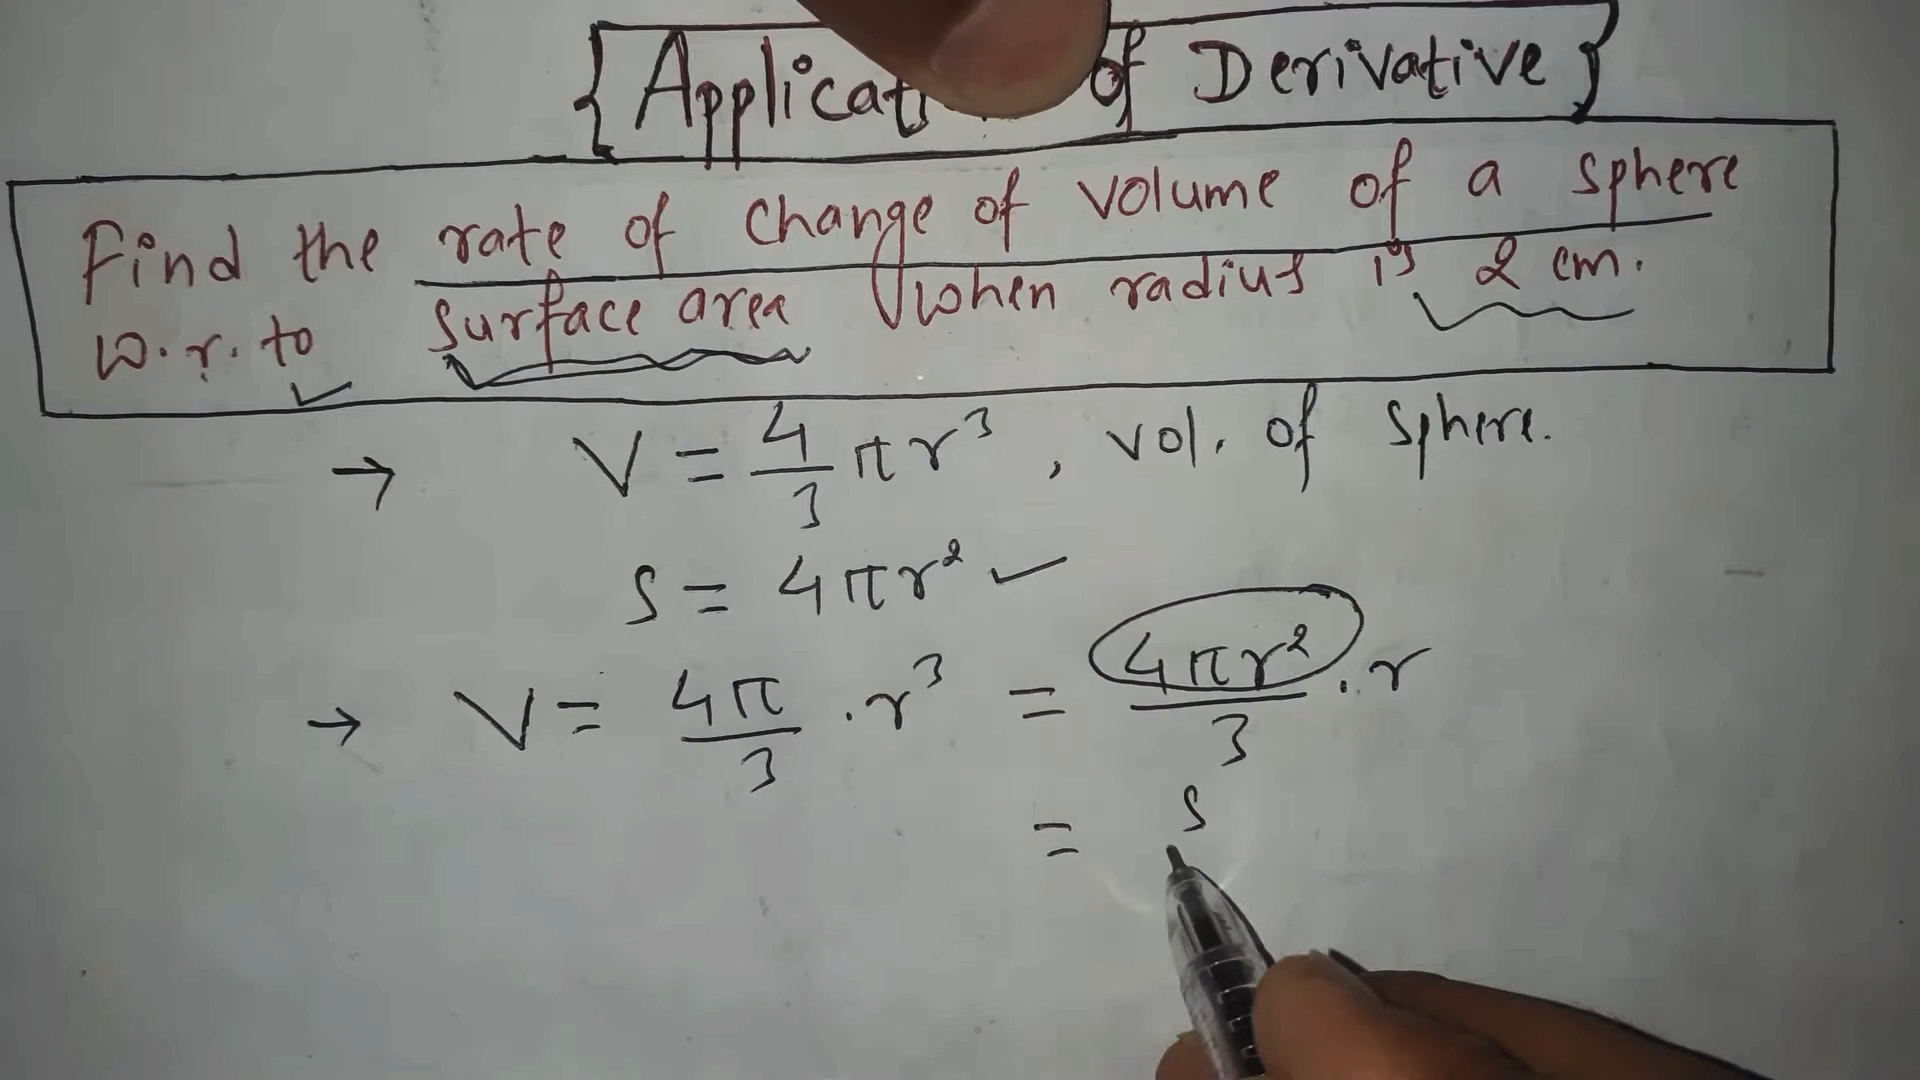 {Applicat of Derivative}
Find the rate of change of volume of a sphere
w.r. to surface area when radius is 2 cm.
→ V = 4/3 πr³, vol. of sphere.
S = 4πr² ✓
→ V = 4π/3 . r³ = 4πr²/3 . r
= S